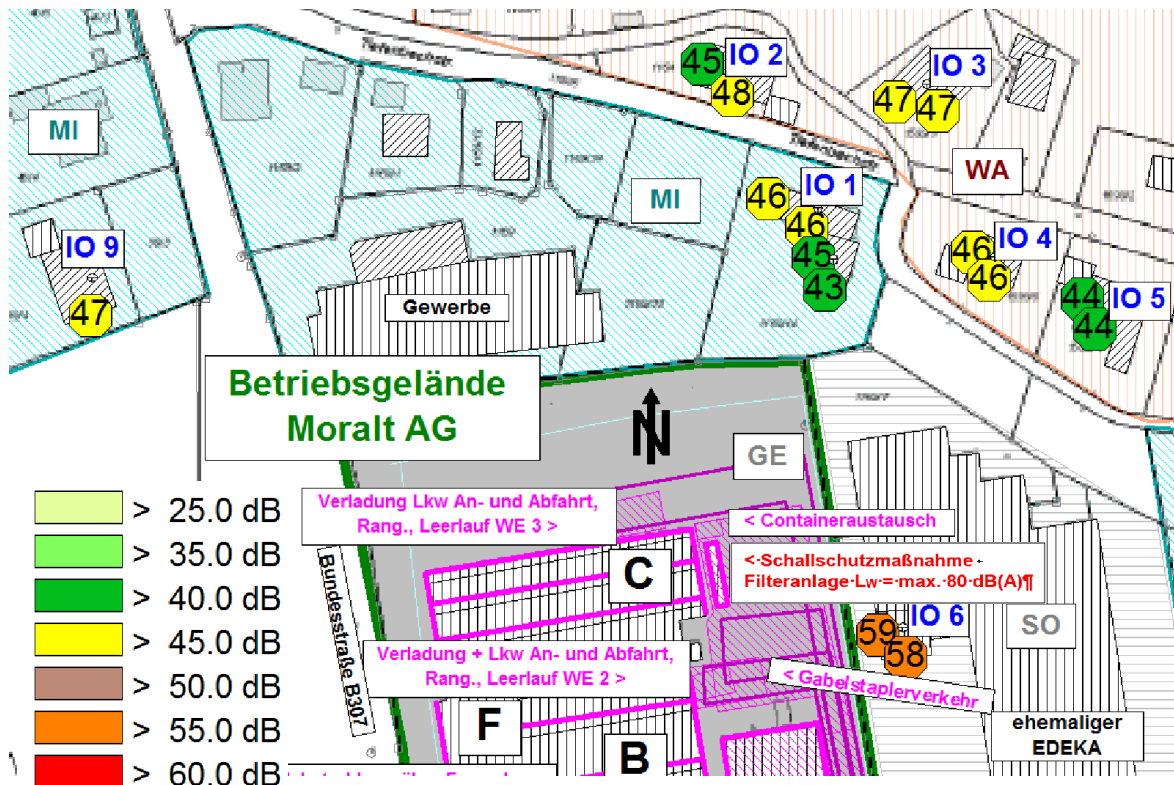 45
IO 2
48
IO 3
47
47
MI
WA
MI
IO 1
46
46
45
43
IO 4
46
46
IO 9
47
44
44
IO 5
Gewerbe
Betriebsgelände
Moralt AG
N
GE
> 25.0 dB
> 35.0 dB
> 40.0 dB
> 45.0 dB
> 50.0 dB
> 55.0 dB
> 60.0 dB
Verladung Lkw An- und Abfahrt,
Rang., Leerlauf WE 3 >
< Containeraustausch
<·Schallschutzmaßnahme·
Filteranlage·Lw·=·max.·80·dB(A)¶
Bundesstraße B307
C
IO 6
59
58
SO
Verladung + Lkw An- und Abfahrt,
Rang., Leerlauf WE 2 >
< Gabelstaplerverkehr
F
B
ehemaliger
EDEKA